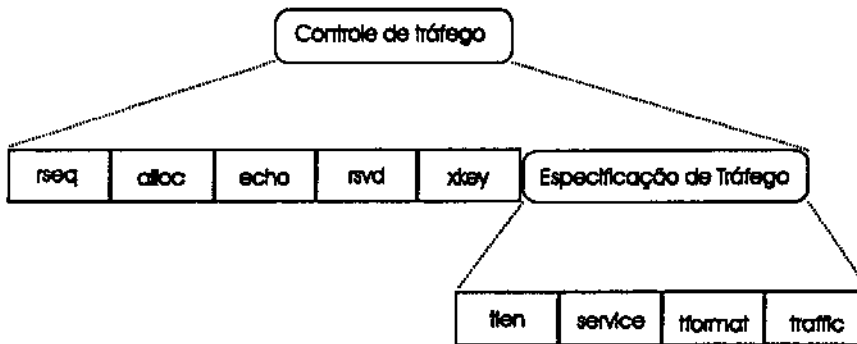 Controle de tráfego
rseq alloc echo rsvd xkey Especificação de Tráfego
tlen service tformat traffic